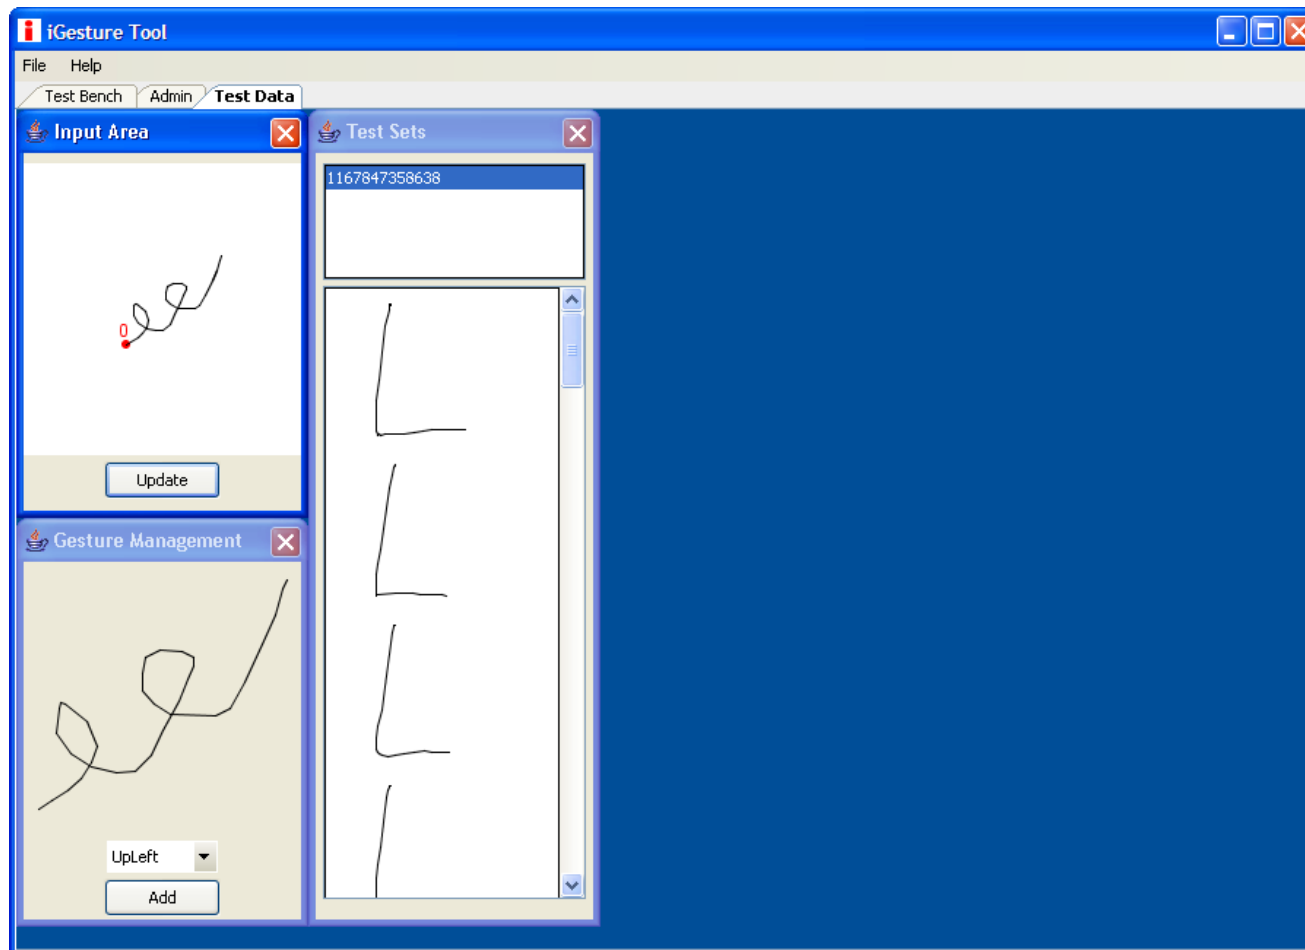 iGesture Tool
File Help
Test Bench Admin Test Data
Input Area
0
Update
Gesture Management
UpLeft
Add
Test Sets
1167847358638